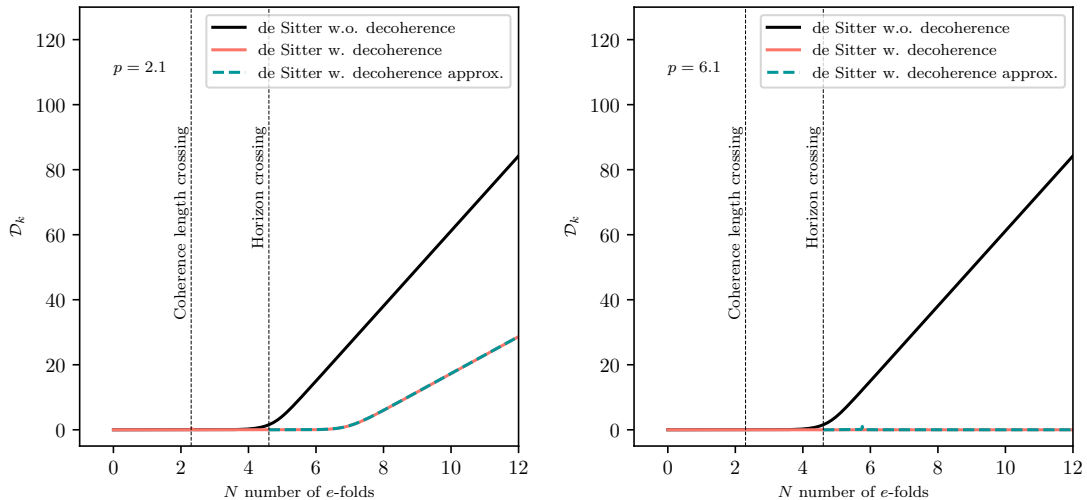 120
100
80
60
40
20
0
𝒟ₖ
de Sitter w.o. decoherence
de Sitter w. decoherence
de Sitter w. decoherence approx.
p = 2.1
Coherence length crossing
Horizon crossing
0 2 4 6 8 10 12
N number of e-folds
120
100
80
60
40
20
0
𝒟ₖ
de Sitter w.o. decoherence
de Sitter w. decoherence
de Sitter w. decoherence approx.
p = 6.1
Coherence length crossing
Horizon crossing
0 2 4 6 8 10 12
N number of e-folds